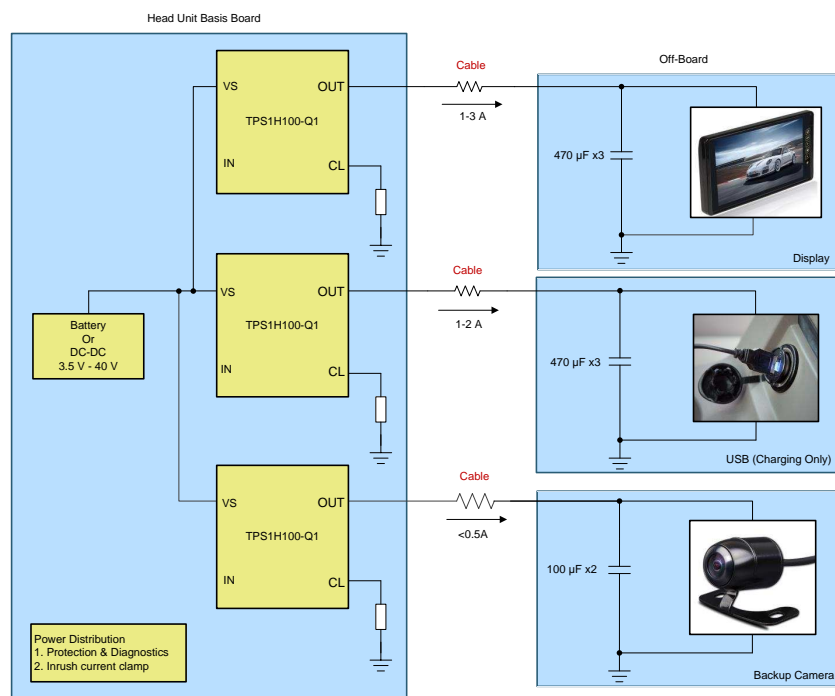 Head Unit Basis Board
VS
OUT
TPS1H100-Q1
IN
CL
Cable
1-3 A
Off-Board
470 µF x3
Display
Battery
Or
DC-DC
3.5 V - 40 V
VS
OUT
TPS1H100-Q1
IN
CL
Cable
1-2 A
470 µF x3
USB (Charging Only)
VS
OUT
TPS1H100-Q1
IN
CL
Cable
<0.5A
100 µF x2
Backup Camera
Power Distribution
1. Protection & Diagnostics
2. Inrush current clamp